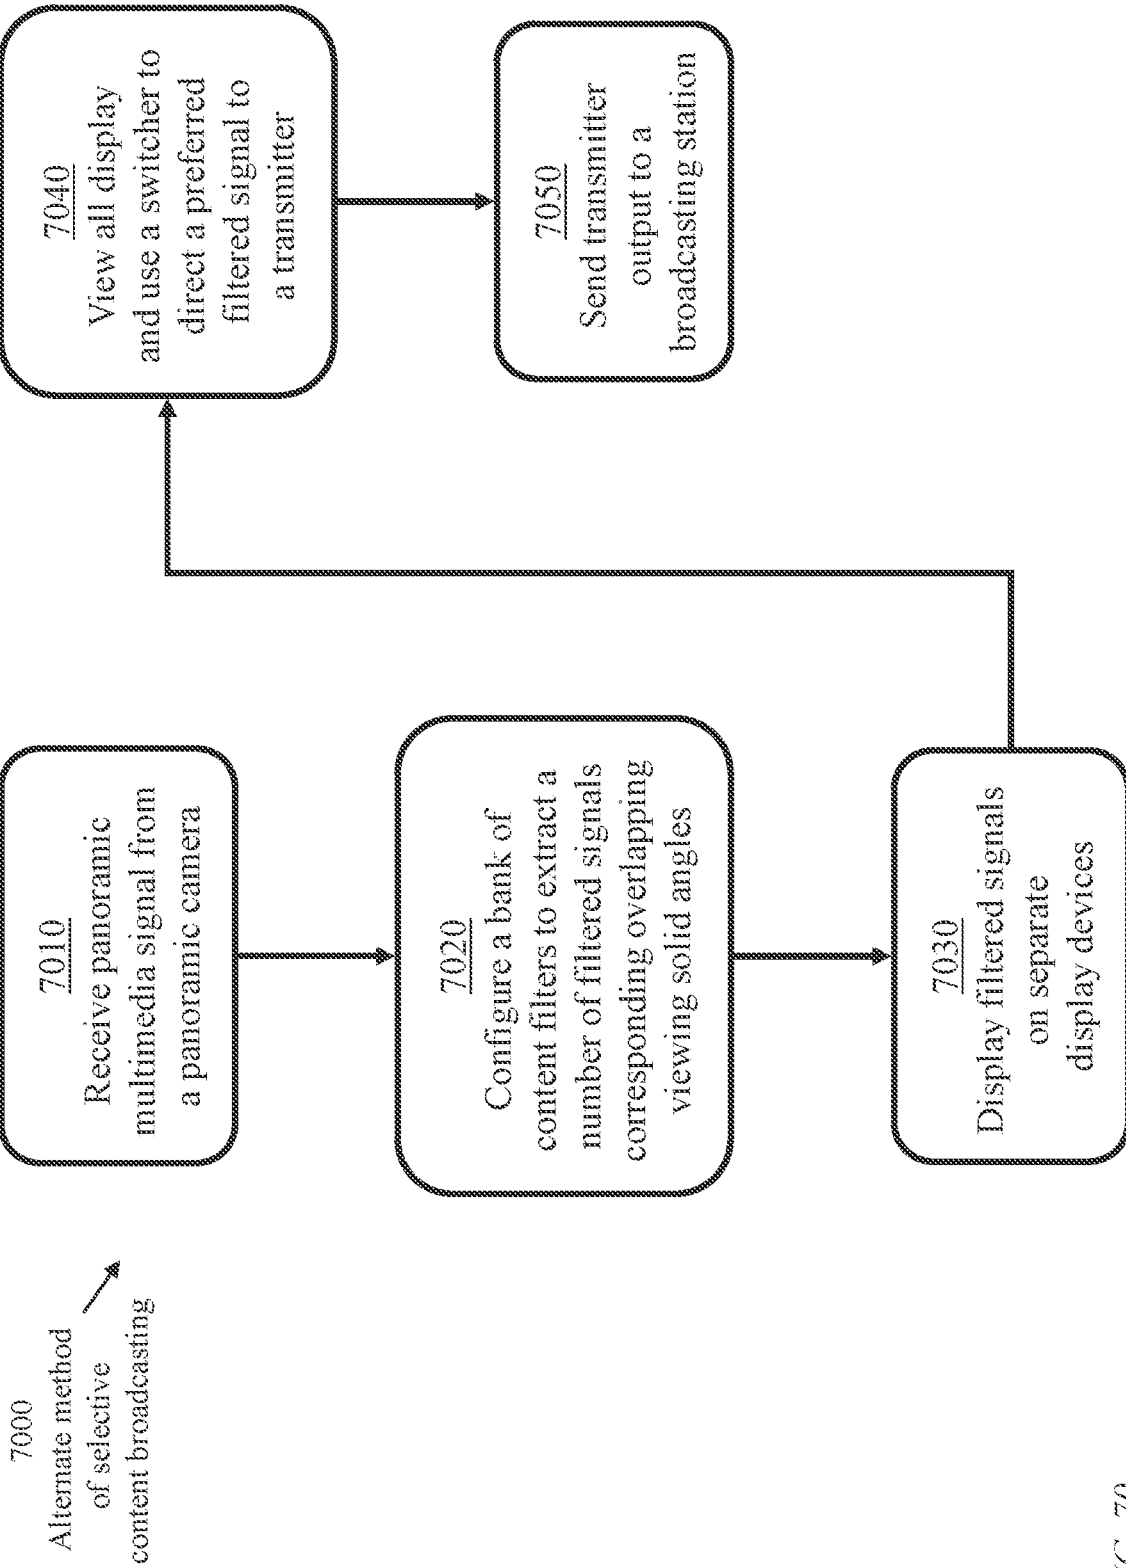 7000
Alternate method
of selective
content broadcasting
7010
Receive panoramic
multimedia signal from
a panoramic camera
7020
Configure a bank of
content filters to extract a
number of filtered signals
corresponding overlapping
viewing solid angles
7030
Display filtered signals
on separate
display devices
7040
View all display
and use a switcher to
direct a preferred
filtered signal to
a transmitter
7050
Send transmitter
output to a
broadcasting station